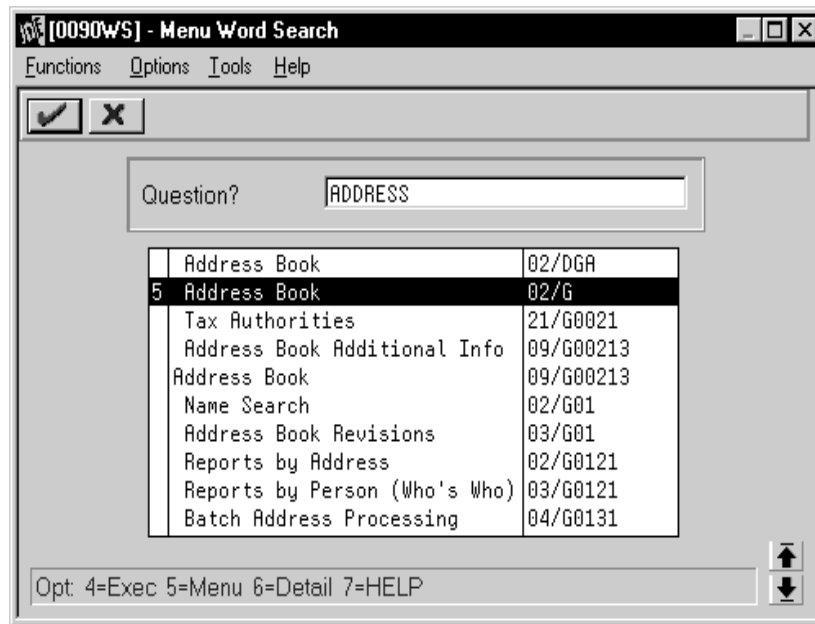 [0090WS] - Menu Word Search
Functions Options Tools Help
Question? ADDRESS
Address Book 02/DGA
5 Address Book 02/G
Tax Authorities 21/G0021
Address Book Additional Info 09/G00213
Address Book 09/G00213
Name Search 02/G01
Address Book Revisions 03/G01
Reports by Address 02/G0121
Reports by Person (Who's Who) 03/G0121
Batch Address Processing 04/G0131
Opt: 4=Exec 5=Menu 6=Detail 7=HELP